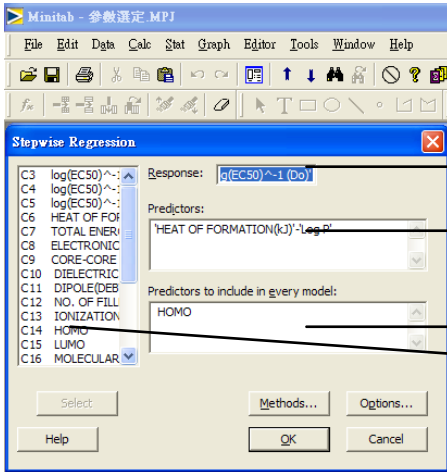 Minitab - 參數選定.MPJ
File Edit Data Calc Stat Graph Editor Tools Window Help
Stepwise Regression
C3 log(EC50)^-1
C4 log(EC50)^-1
C5 log(EC50)^-1
C6 HEAT OF FOR
C7 TOTAL ENER
C8 ELECTRONIC
C9 CORE-CORE
C10 DIELECTRIC
C11 DIPOLE(DEB
C12 NO. OF FILL
C13 IONIZATION
C14 HOMO
C15 LUMO
C16 MOLECULAR
Response: g(EC50)^-1 (Do)'
Predictors:
'HEAT OF FORMATION(kJ)'-'Log P'
Predictors to include in every model:
HOMO
Select
Methods...
Options...
Help
OK
Cancel